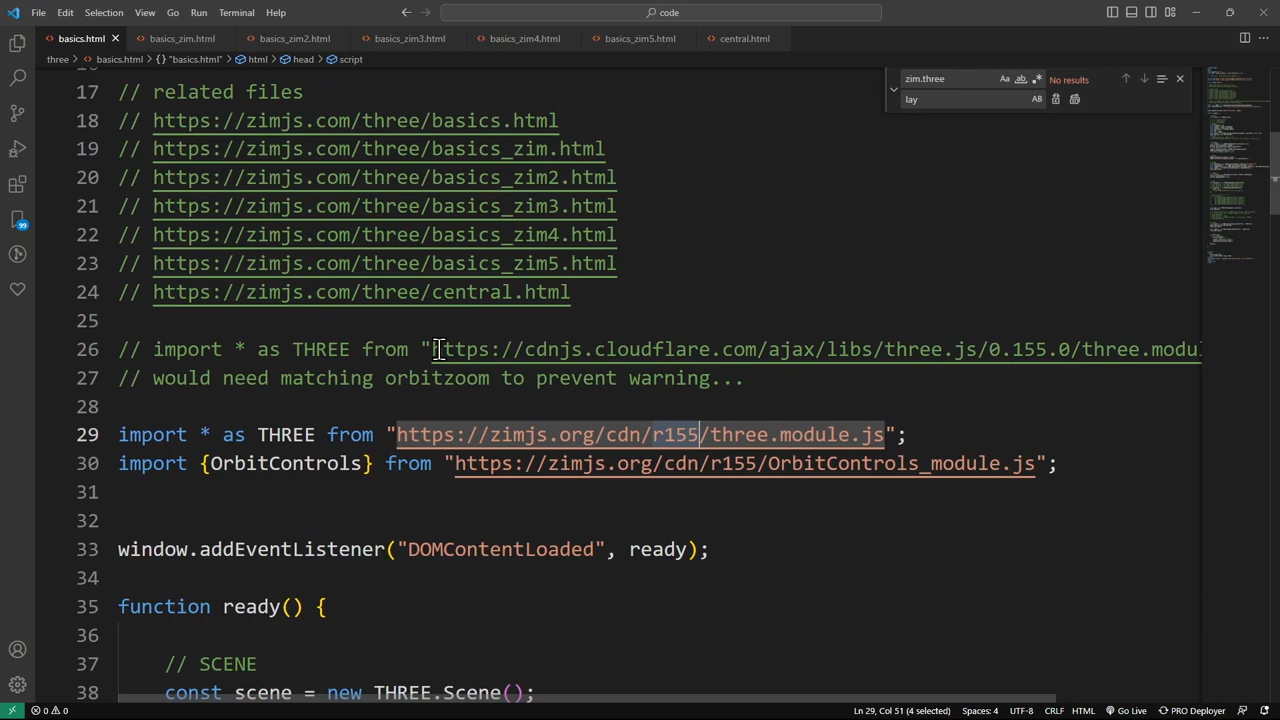 File Edit Selection View Go Run Terminal Help
code
basics.html basics_zim.html basics_zim2.html basics_zim3.html basics_zim4.html basics_zim5.html central.html
three > basics.html > {} "basics.html" > html > head > script
zim.three Aa ab .* No results
lay AB
17 // related files
18 // https://zimjs.com/three/basics.html
19 // https://zimjs.com/three/basics_zim.html
20 // https://zimjs.com/three/basics_zim2.html
21 // https://zimjs.com/three/basics_zim3.html
22 // https://zimjs.com/three/basics_zim4.html
23 // https://zimjs.com/three/basics_zim5.html
24 // https://zimjs.com/three/central.html
25
26 // import * as THREE from "https://cdnjs.cloudflare.com/ajax/libs/three.js/0.155.0/three.modul
27 // would need matching orbitzoom to prevent warning...
28
29 import * as THREE from "https://zimjs.org/cdn/r155/three.module.js";
30 import {OrbitControls} from "https://zimjs.org/cdn/r155/OrbitControls_module.js";
31
32
33 window.addEventListener("DOMContentLoaded", ready);
34
35 function ready() {
36
37 // SCENE
38 const scene = new THREE.Scene();
99
0 0 Ln 29, Col 51 (4 selected) Spaces: 4 UTF-8 CRLF HTML Go Live PRO Deployer